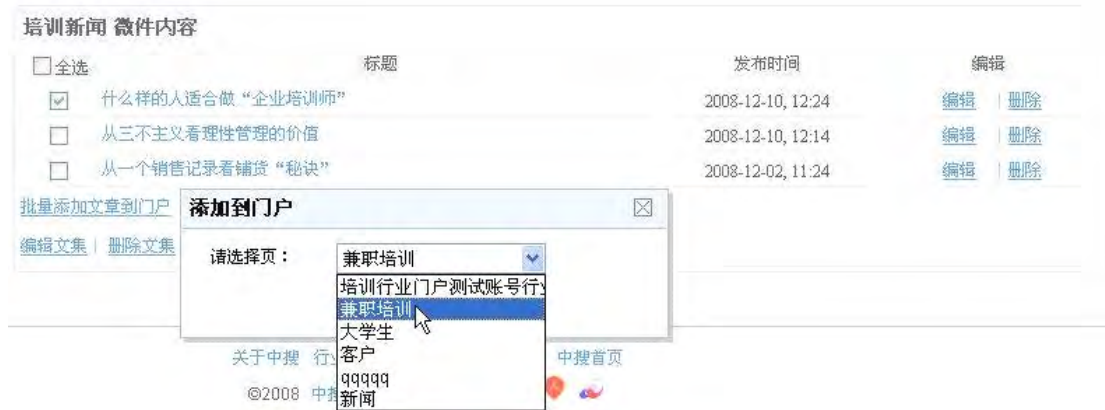 培训新闻 微件内容
全选 标题 发布时间 编辑
什么样的人适合做“企业培训师” 2008-12-10, 12:24 编辑 | 删除
从三不主义看理性管理的价值 2008-12-10, 12:14 编辑 | 删除
从一个销售记录看铺货“秘诀” 2008-12-02, 11:24 编辑 | 删除
批量添加文章到门户
编辑文集 | 删除文集
添加到门户
请选择页： 兼职培训
培训行业门户测试账号行业
兼职培训
大学生
客户
qqqqq
新闻
关于中搜 行 中搜首页
©2008 中搜